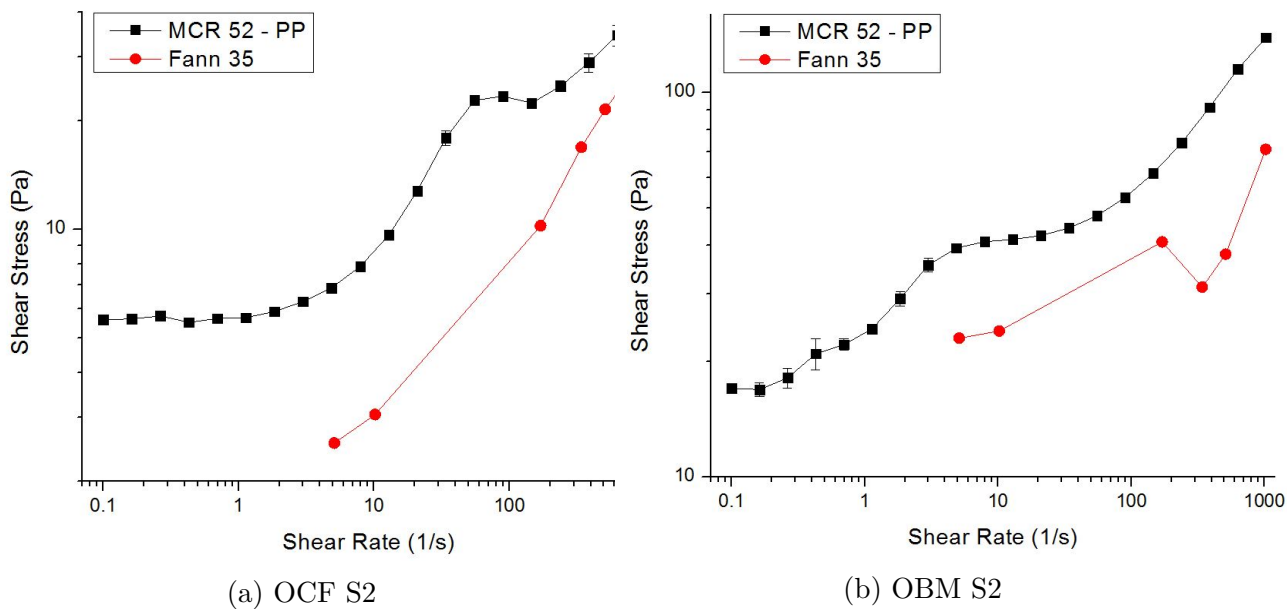 MCR 52 - PP
Fann 35
10
Shear Stress (Pa)
0.1 1 10 100
Shear Rate (1/s)
(a) OCF S2
MCR 52 - PP
Fann 35
100
10
Shear Stress (Pa)
0.1 1 10 100 1000
Shear Rate (1/s)
(b) OBM S2